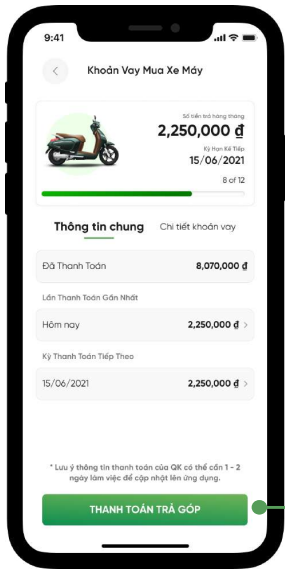 9:41
Khoản Vay Mua Xe Máy
Số tiền trả hàng tháng
2,250,000 ₫
Kỳ Hạn Kế Tiếp
15/06/2021
8 of 12
Thông tin chung Chi tiết khoản vay
Đã Thanh Toán 8,070,000 ₫
Lần Thanh Toán Gần Nhất
Hôm nay 2,250,000 ₫
Kỳ Thanh Toán Tiếp Theo
15/06/2021 2,250,000 ₫
* Lưu ý thông tin thanh toán của QK có thể cần 1 - 2
ngày làm việc để cập nhật lên ứng dụng.
THANH TOÁN TRẢ GÓP